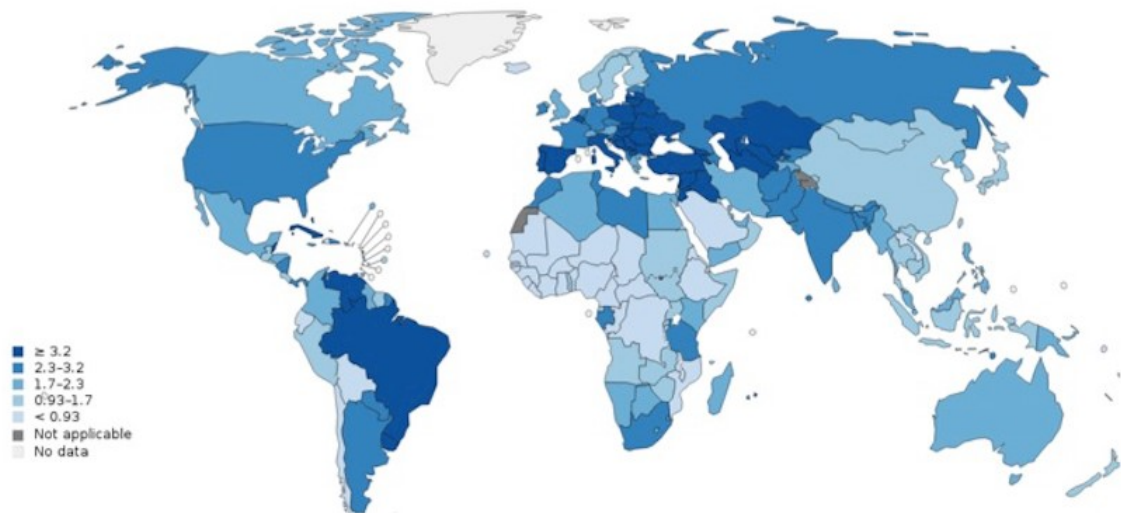 ≥ 3.2
2.3–3.2
1.7–2.3
0.93–1.7
< 0.93
Not applicable
No data